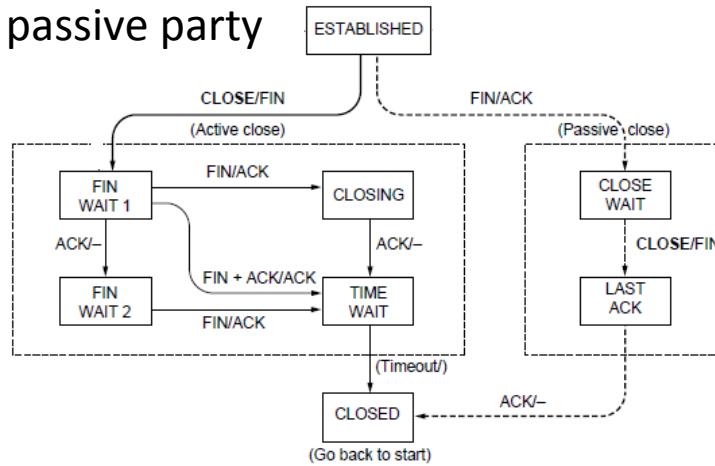 passive party
ESTABLISHED
CLOSE/FIN
FIN/ACK
(Active close)
(Passive close)
FIN
WAIT 1
FIN/ACK
CLOSING
CLOSE
WAIT
ACK/–
ACK/–
CLOSE/FIN
FIN + ACK/ACK
FIN
WAIT 2
FIN/ACK
TIME
WAIT
LAST
ACK
(Timeout/)
CLOSED
ACK/–
(Go back to start)